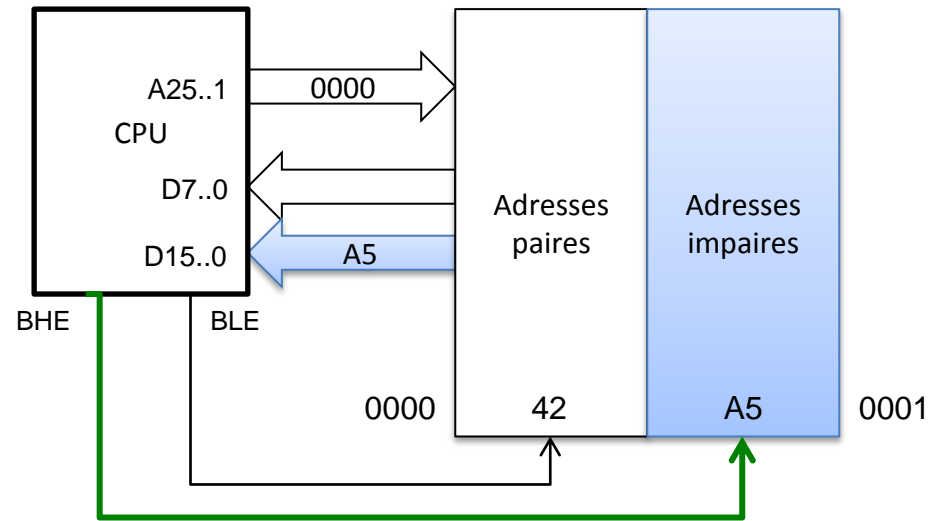 A25..1
0000
CPU
D7..0
D15..0
A5
BHE
BLE
Adresses
paires
Adresses
impaires
0000
42
A5
0001